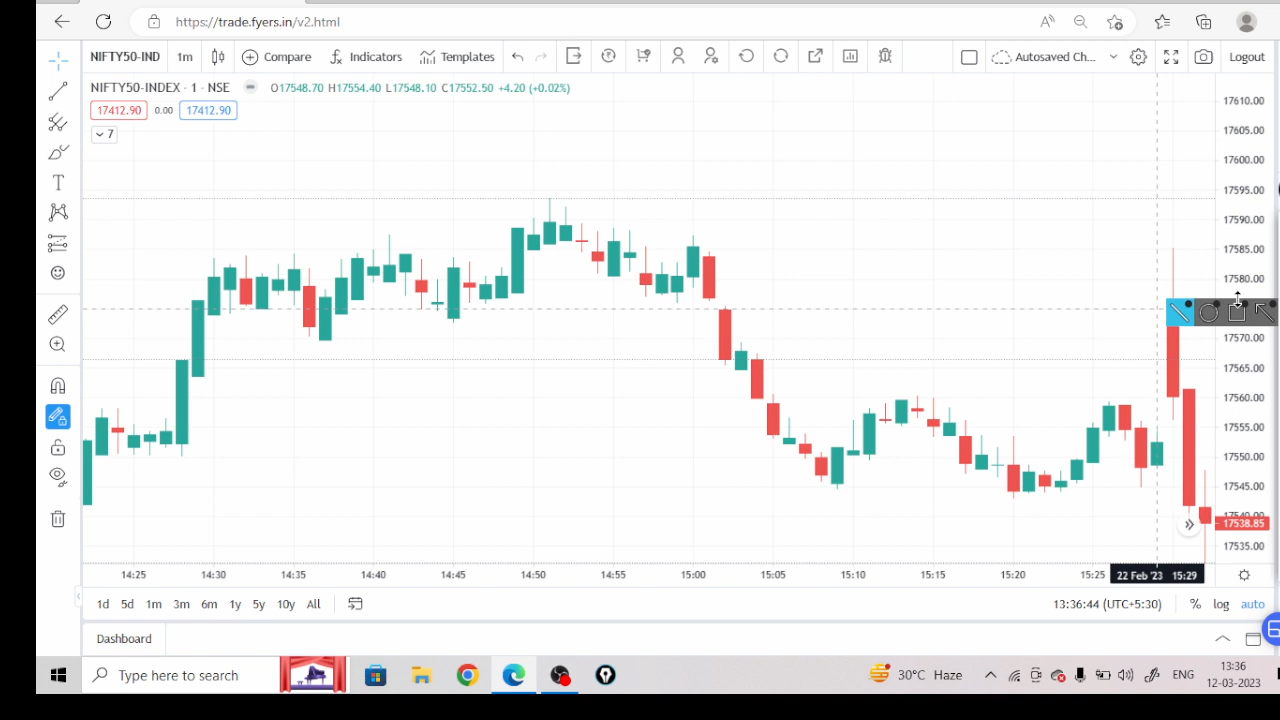 https://trade.fyers.in/v2.html
NIFTY50-IND 1m Compare Indicators Templates Autosaved Ch... Logout
NIFTY50-INDEX · 1 · NSE O17548.70 H17554.40 L17548.10 C17552.50 +4.20 (+0.02%)
17412.90 0.00 17412.90
7
17610.00
17605.00
17600.00
17595.00
17590.00
17585.00
17580.00
17570.00
17565.00
17560.00
17555.00
17550.00
17545.00
17540.00
17538.85
17535.00
14:25 14:30 14:35 14:40 14:45 14:50 14:55 15:00 15:05 15:10 15:15 15:20 15:25 22 Feb '23 15:29
1d 5d 1m 3m 6m 1y 5y 10y All 13:36:44 (UTC+5:30) % log auto
Dashboard
Type here to search 30°C Haze ENG 13:36
12-03-2023